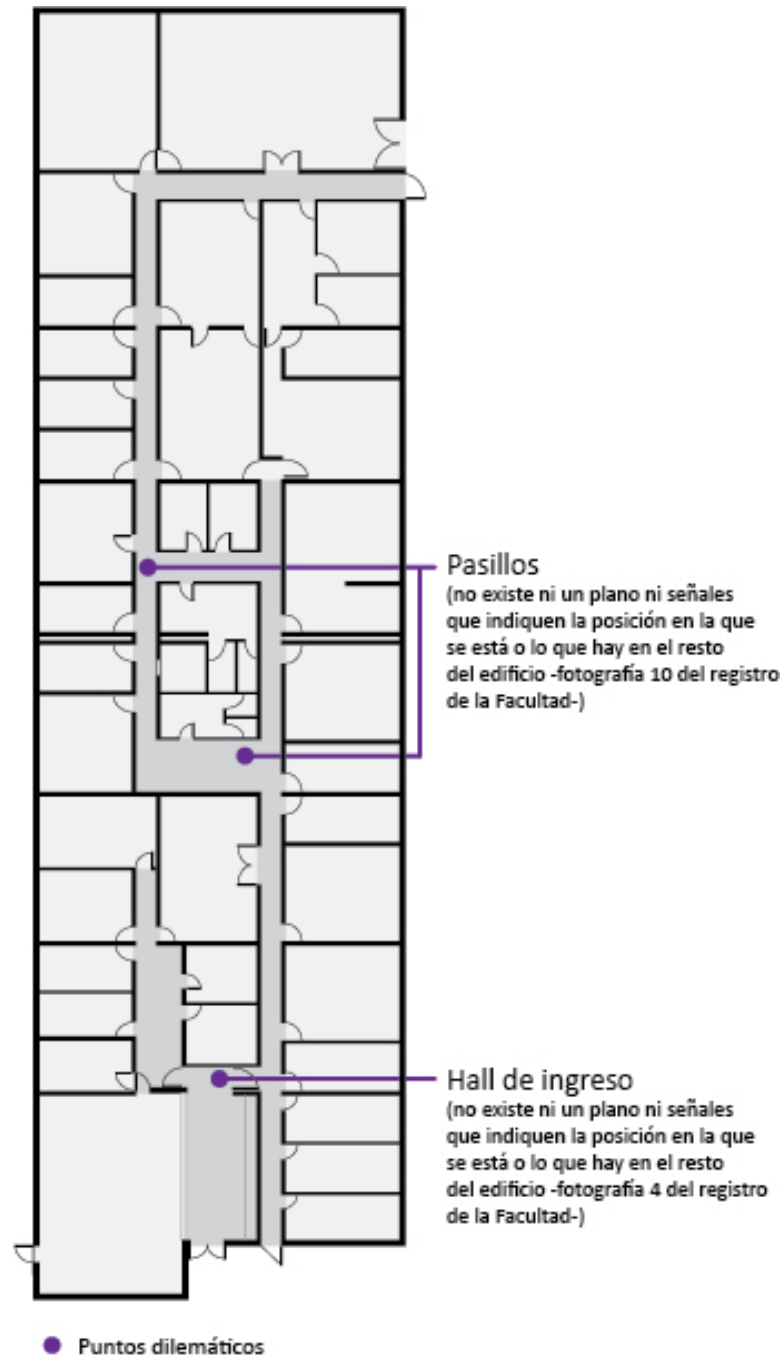 Pasillos
(no existe ni un plano ni señales
que indiquen la posición en la que
se está o lo que hay en el resto
del edificio -fotografía 10 del registro
de la Facultad-)
Hall de ingreso
(no existe ni un plano ni señales
que indiquen la posición en la que
se está o lo que hay en el resto
del edificio -fotografía 4 del registro
de la Facultad-)
Puntos dilemáticos